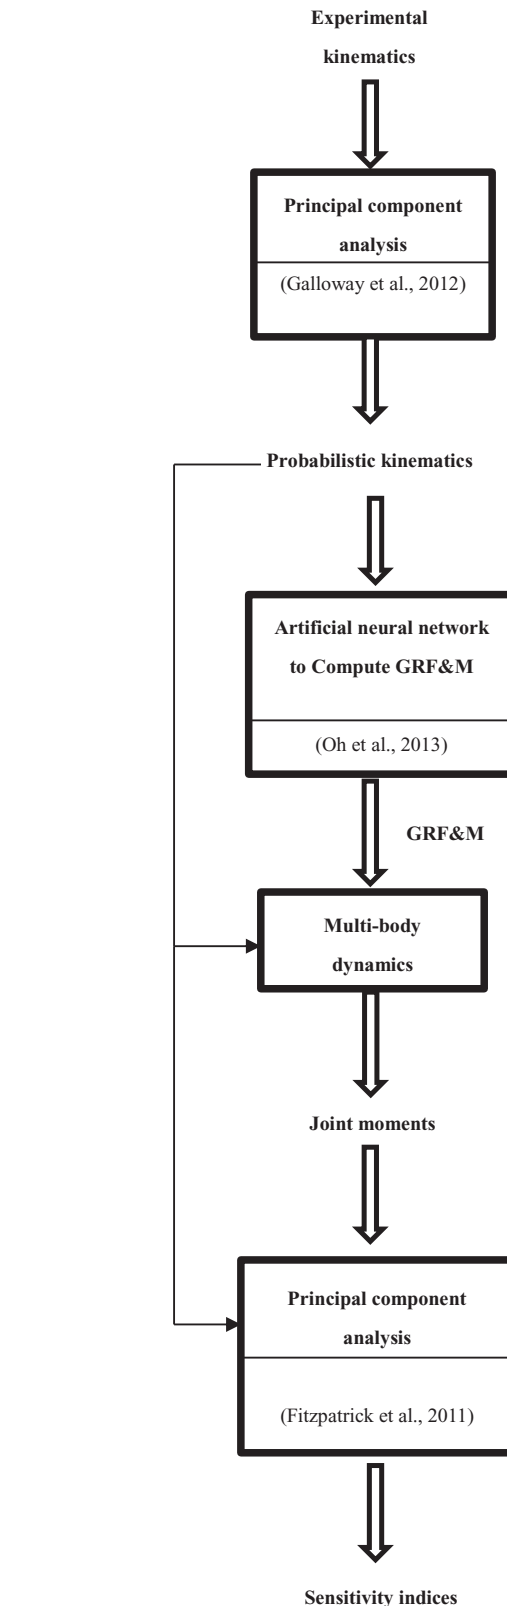 Experimental
kinematics
Principal component
analysis
(Galloway et al., 2012)
Probabilistic kinematics
Artificial neural network
to Compute GRF&M
(Oh et al., 2013)
GRF&M
Multi-body
dynamics
Joint moments
Principal component
analysis
(Fitzpatrick et al., 2011)
Sensitivity indices